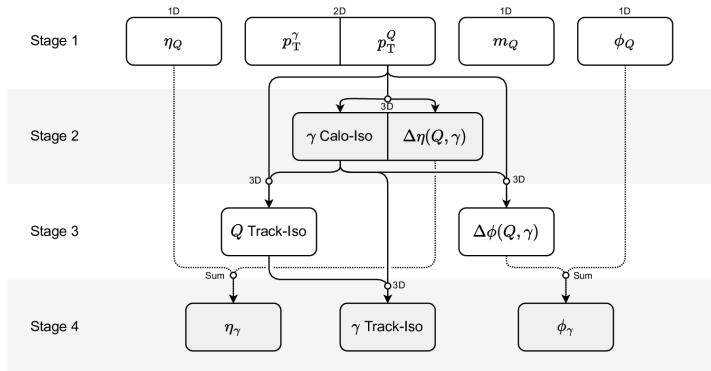 1D 2D 1D 1D
Stage 1 η_Q p_T^γ p_T^Q m_Q ϕ_Q
3D
Stage 2 γ Calo-Iso Δη(Q, γ)
3D 3D
Stage 3 Q Track-Iso Δϕ(Q, γ)
Sum Sum
3D
Stage 4 η_γ γ Track-Iso ϕ_γ